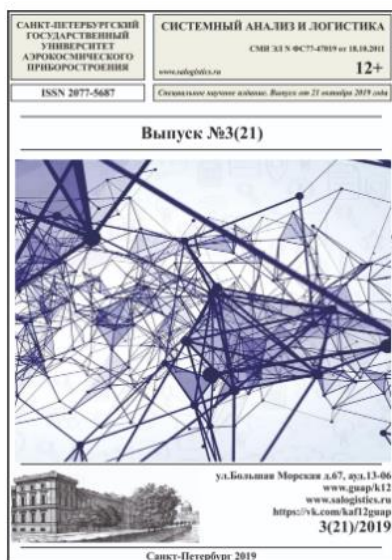 САНКТ-ПЕТЕРБУРГСКИЙ
ГОСУДАРСТВЕННЫЙ
УНИВЕРСИТЕТ
АЭРОКОСМИЧЕСКОГО
ПРИБОРОСТРОЕНИЯ
СИСТЕМНЫЙ АНАЛИЗ И ЛОГИСТИКА
СМИ ЭЛ N ФС77-47019 от 18.10.2011
www.salogistics.ru
12+
ISSN 2077-5687
Специальное научное издание. Выпуск от 21 октября 2019 года
Выпуск №3(21)
ул.Большая Морская д.67, ауд.13-06
www.guap/k12
www.salogistics.ru
https://vk.com/kaf12guap
3(21)/2019
Санкт-Петербург 2019